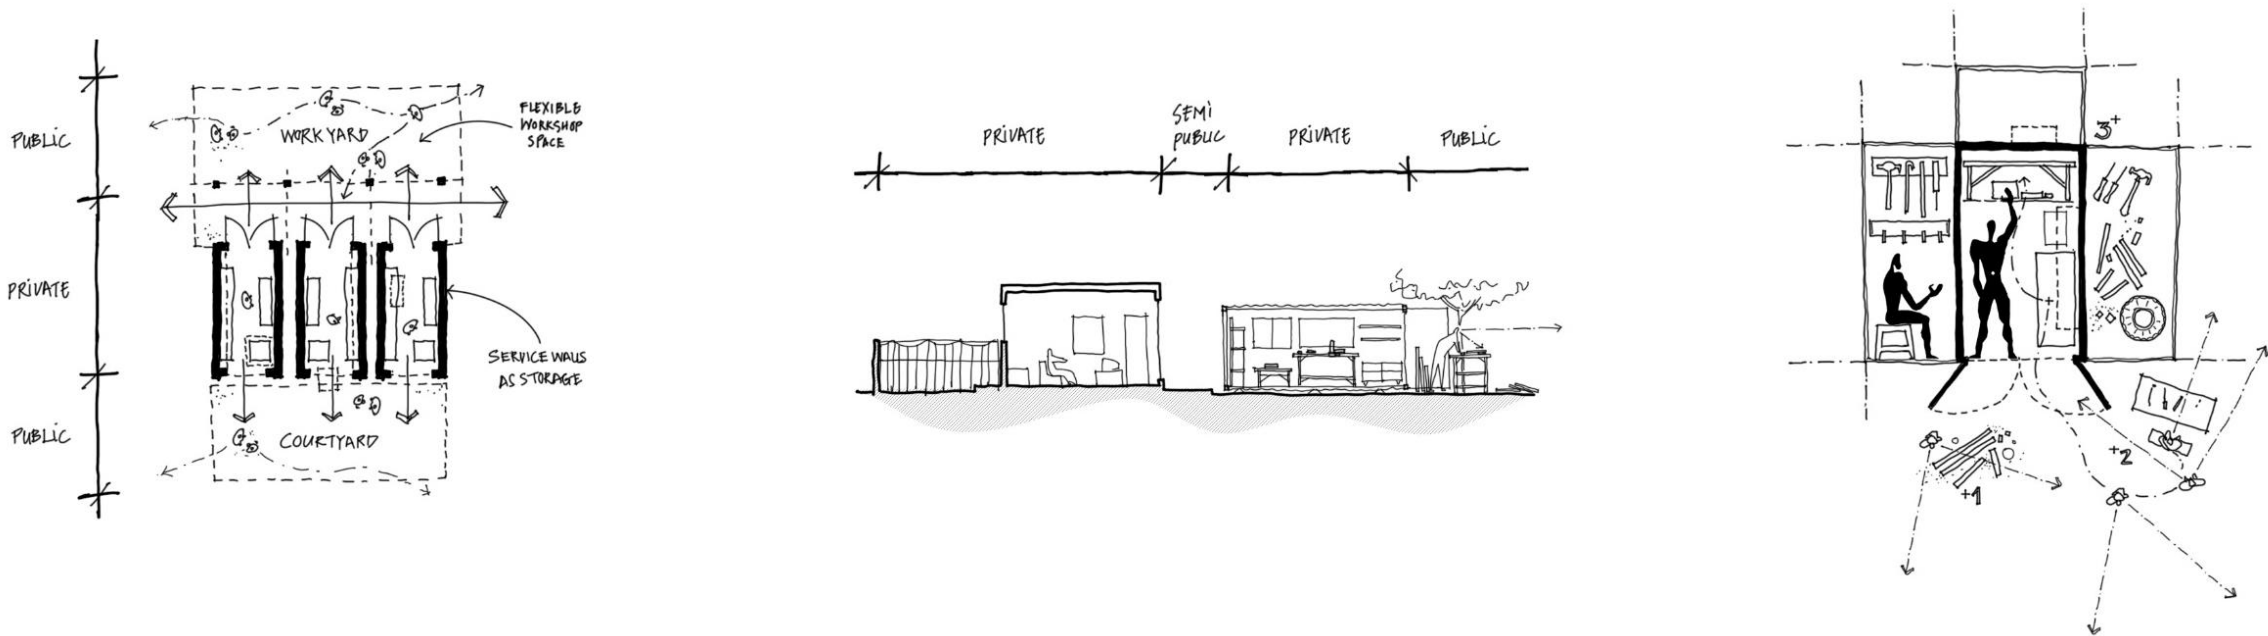 PUBLIC
PRIVATE
PUBLIC
WORKYARD
FLEXIBLE
WORKSHOP
SPACE
SERVICE WALLS
AS STORAGE
COURTYARD
PRIVATE
SEMI
PUBLIC
PRIVATE
PUBLIC
3+
+2
+1